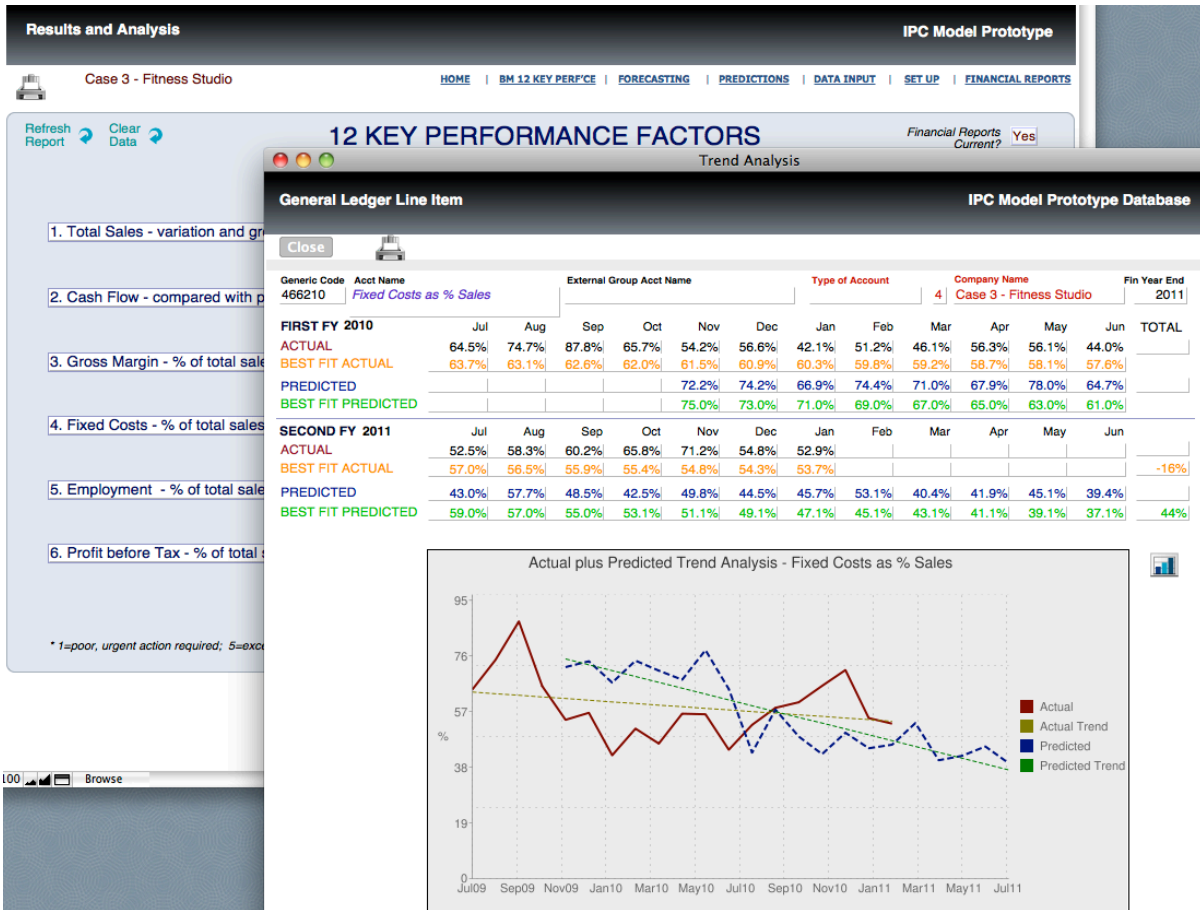 Results and Analysis IPC Model Prototype
Case 3 - Fitness Studio HOME | BM 12 KEY PERF'CE | FORECASTING | PREDICTIONS | DATA INPUT | SET UP | FINANCIAL REPORTS
Refresh Report Clear Data 12 KEY PERFORMANCE FACTORS Financial Reports Current? Yes
1. Total Sales - variation and gr
2. Cash Flow - compared with p
3. Gross Margin - % of total sale
4. Fixed Costs - % of total sales
5. Employment - % of total sale
6. Profit before Tax - % of total s
* 1=poor, urgent action required; 5=exce
100 Browse
Trend Analysis
General Ledger Line Item IPC Model Prototype Database
Close
Generic Code Acct Name External Group Acct Name Type of Account Company Name Fin Year End
466210 Fixed Costs as % Sales 4 Case 3 - Fitness Studio 2011
FIRST FY 2010 Jul Aug Sep Oct Nov Dec Jan Feb Mar Apr May Jun TOTAL
ACTUAL 64.5% 74.7% 87.8% 65.7% 54.2% 56.6% 42.1% 51.2% 46.1% 56.3% 56.1% 44.0%
BEST FIT ACTUAL 63.7% 63.1% 62.6% 62.0% 61.5% 60.9% 60.3% 59.8% 59.2% 58.7% 58.1% 57.6%
PREDICTED 72.2% 74.2% 66.9% 74.4% 71.0% 67.9% 78.0% 64.7%
BEST FIT PREDICTED 75.0% 73.0% 71.0% 69.0% 67.0% 65.0% 63.0% 61.0%
SECOND FY 2011 Jul Aug Sep Oct Nov Dec Jan Feb Mar Apr May Jun
ACTUAL 52.5% 58.3% 60.2% 65.8% 71.2% 54.8% 52.9%
BEST FIT ACTUAL 57.0% 56.5% 55.9% 55.4% 54.8% 54.3% 53.7% -16%
PREDICTED 43.0% 57.7% 48.5% 42.5% 49.8% 44.5% 45.7% 53.1% 40.4% 41.9% 45.1% 39.4%
BEST FIT PREDICTED 59.0% 57.0% 55.0% 53.1% 51.1% 49.1% 47.1% 45.1% 43.1% 41.1% 39.1% 37.1% 44%
Actual plus Predicted Trend Analysis - Fixed Costs as % Sales
95
76
57
%
38
19
0
Jul09 Sep09 Nov09 Jan10 Mar10 May10 Jul10 Sep10 Nov10 Jan11 Mar11 May11 Jul11
Actual
Actual Trend
Predicted
Predicted Trend